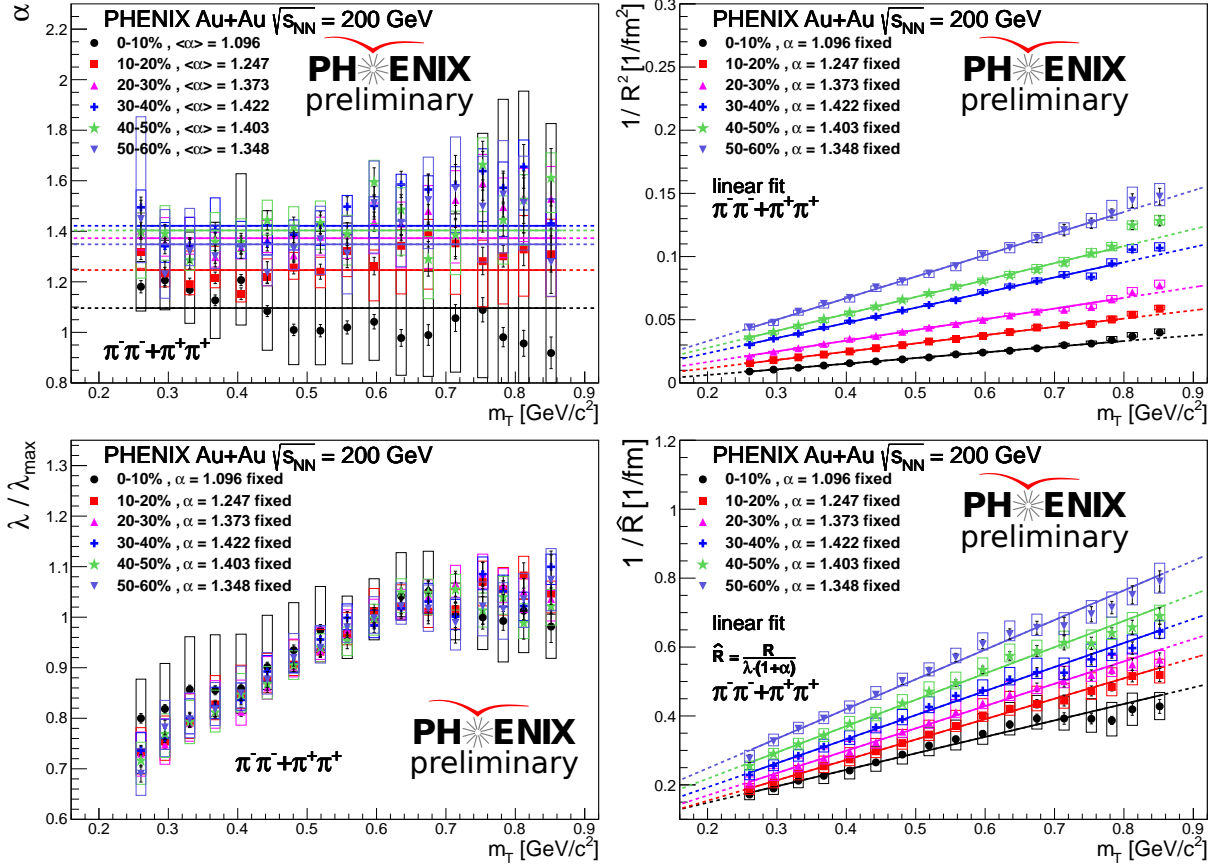 PHENIX Au+Au √sNN = 200 GeV
0-10% , <α> = 1.096
10-20% , <α> = 1.247
20-30% , <α> = 1.373
30-40% , <α> = 1.422
40-50% , <α> = 1.403
50-60% , <α> = 1.348
PHENIX
preliminary
π⁻π⁻+π⁺π⁺
α
2.2
2
1.8
1.6
1.4
1.2
1
0.8
0.2 0.3 0.4 0.5 0.6 0.7 0.8 0.9
mT [GeV/c²]
PHENIX Au+Au √sNN = 200 GeV
0-10% , α = 1.096 fixed
10-20% , α = 1.247 fixed
20-30% , α = 1.373 fixed
30-40% , α = 1.422 fixed
40-50% , α = 1.403 fixed
50-60% , α = 1.348 fixed
PHENIX
preliminary
linear fit
π⁻π⁻+π⁺π⁺
1 / R² [1/fm²]
0.3
0.25
0.2
0.15
0.1
0.05
0
0.2 0.3 0.4 0.5 0.6 0.7 0.8 0.9
mT [GeV/c²]
PHENIX Au+Au √sNN = 200 GeV
0-10% , α = 1.096 fixed
10-20% , α = 1.247 fixed
20-30% , α = 1.373 fixed
30-40% , α = 1.422 fixed
40-50% , α = 1.403 fixed
50-60% , α = 1.348 fixed
PHENIX
preliminary
π⁻π⁻+π⁺π⁺
λ / λmax
1.3
1.2
1.1
1
0.9
0.8
0.7
0.6
0.2 0.3 0.4 0.5 0.6 0.7 0.8 0.9
mT [GeV/c²]
PHENIX Au+Au √sNN = 200 GeV
0-10% , α = 1.096 fixed
10-20% , α = 1.247 fixed
20-30% , α = 1.373 fixed
30-40% , α = 1.422 fixed
40-50% , α = 1.403 fixed
50-60% , α = 1.348 fixed
PHENIX
preliminary
linear fit
R̂ = R / λ·(1+α)
π⁻π⁻+π⁺π⁺
1 / R̂ [1/fm]
1.2
1
0.8
0.6
0.4
0.2
0
0.2 0.3 0.4 0.5 0.6 0.7 0.8 0.9
mT [GeV/c²]